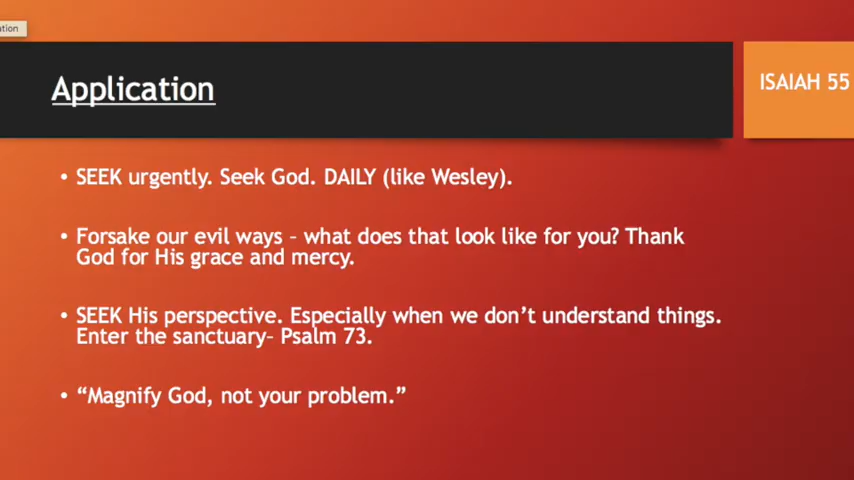 ation
Application
ISAIAH 55
• SEEK urgently. Seek God. DAILY (like Wesley).
• Forsake our evil ways – what does that look like for you? Thank
God for His grace and mercy.
• SEEK His perspective. Especially when we don’t understand things.
Enter the sanctuary– Psalm 73.
• “Magnify God, not your problem.”